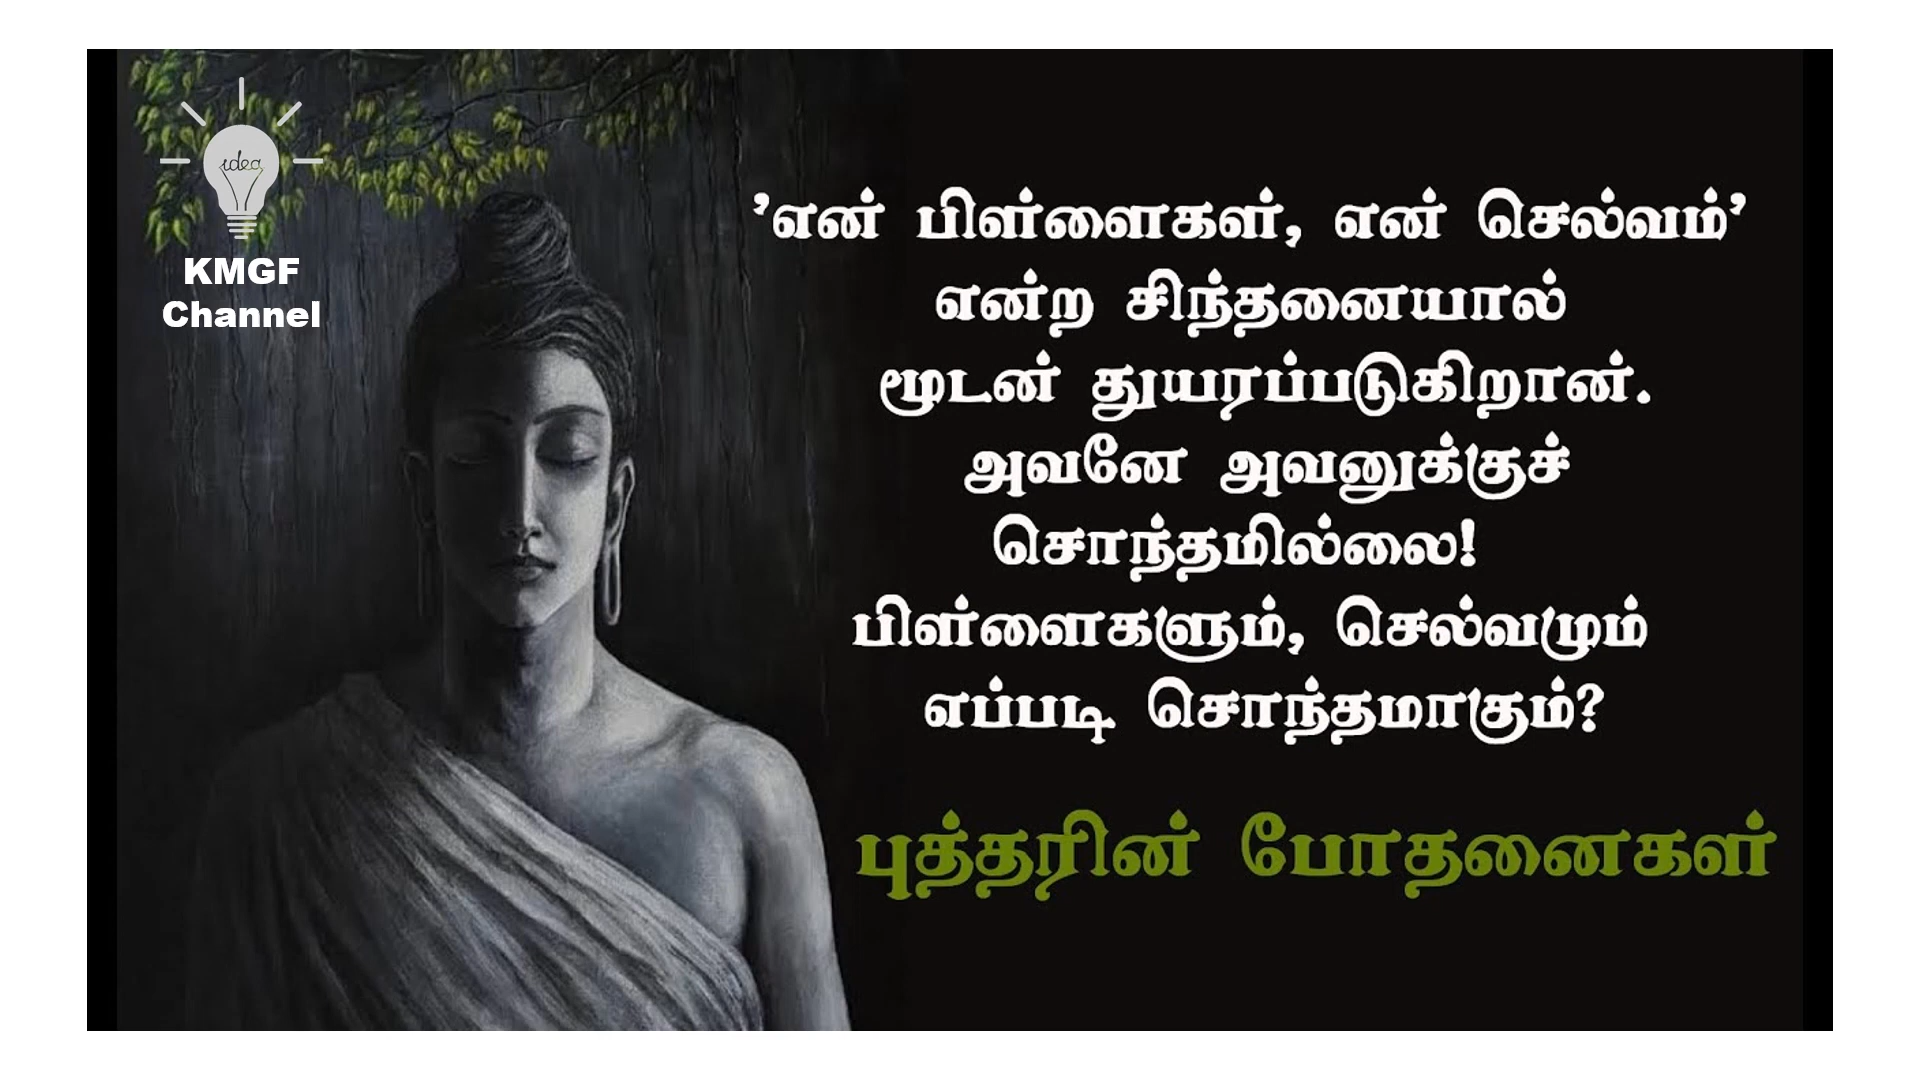 idea
KMGF
Channel
'என் பிள்ளைகள், என் செல்வம்'
என்ற சிந்தனையால்
மூடன் துயரப்படுகிறான்.
அவனே அவனுக்குச்
சொந்தமில்லை!
பிள்ளைகளும், செல்வமும்
எப்படி சொந்தமாகும்?
புத்தரின் போதனைகள்